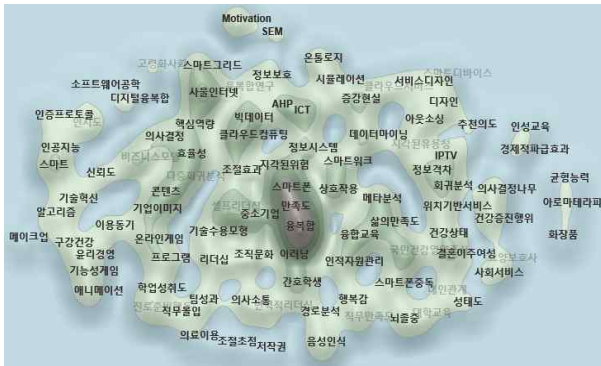 Motivation
SEM
온톨로지
고령화사회 스마트그리드
정보보호 시뮬레이션 서비스디자인 스마트디바이스
소프트웨어공학
디지털융복합 사물인터넷 증강현실 디자인
AHP ICT
인증프로토콜 빅데이터 아웃소싱 추천의도
핵심역량 인성교육
의사결정 클라우드컴퓨팅 데이터마이닝
인공지능 정보시스템 경제적파급효과
효율성 IPTV
스마트 신뢰도 조절효과 지각된위험 스마트워크 정보격차
균형능력
콘텐츠 스마트폰 상호작용 회귀분석 의사결정나무
기술혁신 메타분석
알고리즘 기업이미지 중소기업 만족도 위치기반서비스 아로마테라피
이용동기 융복합 삶의만족도 건강증진행위
메이크업 기술수용모형 융합교육 건강상태 화장품
구강건강 온라인게임
윤리경영 프로그램 리더십 조직문화 이러닝 인적자원관리 결혼이주여성
기능성게임 사회서비스
애니메이션 학업성취도 간호학생 스마트폰중독
팀성과 의사소통 행복감 성태도
직무몰입 경로분석 뇌졸중
의료이용 조절초점 저작권 음성인식